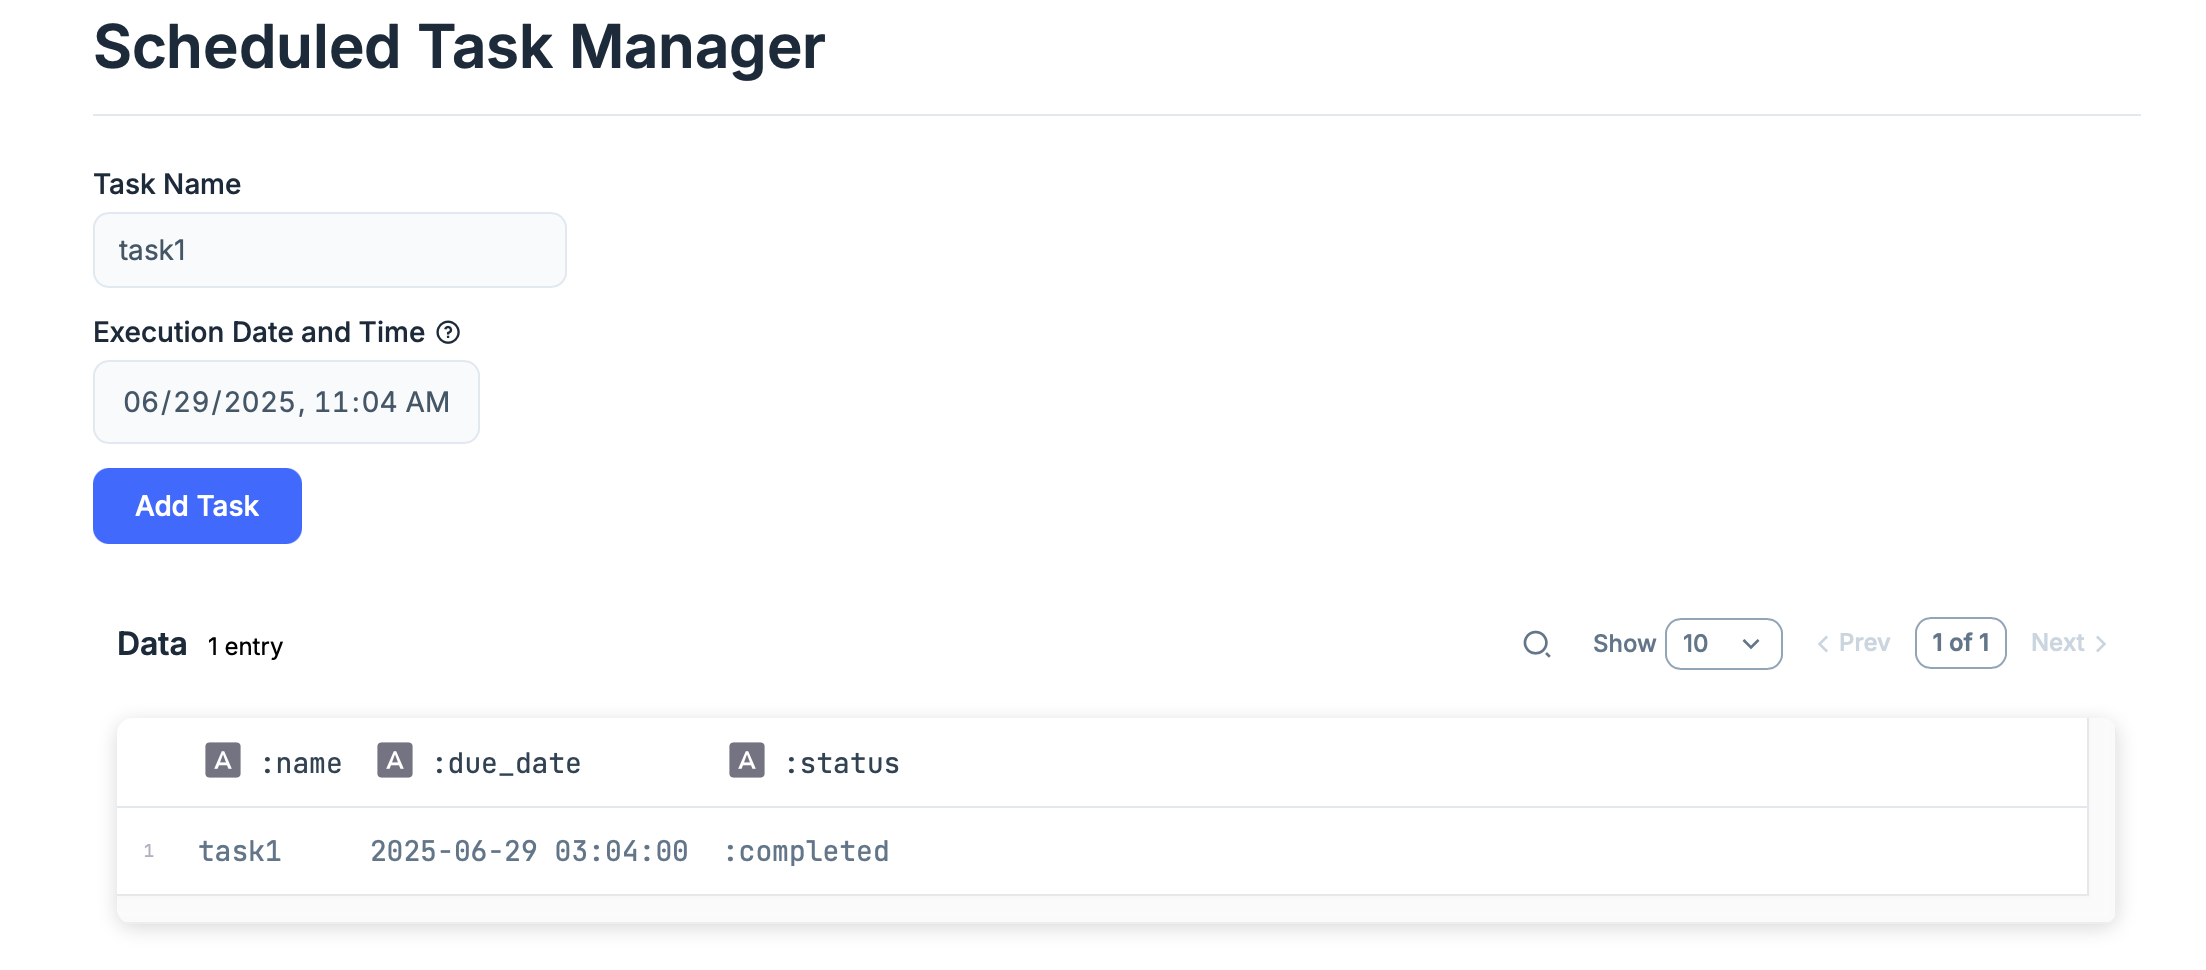 Scheduled Task Manager
Task Name
task1
Execution Date and Time ?
06/29/2025, 11:04 AM
Add Task
Data 1 entry Show 10 Prev 1 of 1 Next
A :name A :due_date A :status
1 task1 2025-06-29 03:04:00 :completed